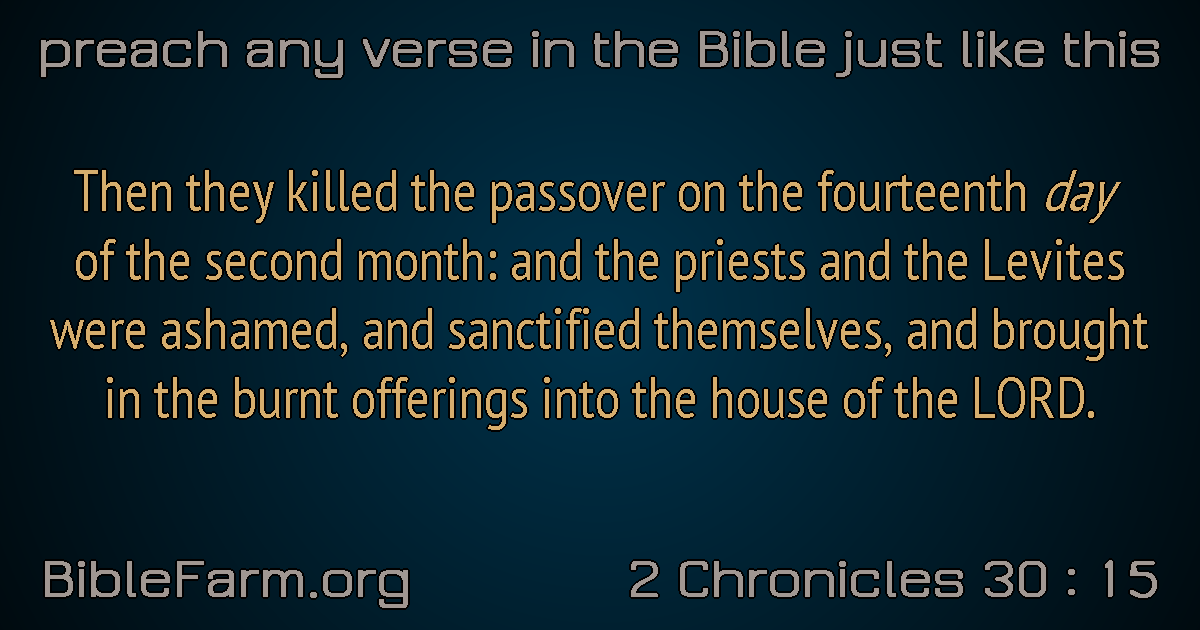 preach any verse in the Bible just like this
Then they killed the passover on the fourteenth day
of the second month: and the priests and the Levites
were ashamed, and sanctified themselves, and brought
in the burnt offerings into the house of the LORD.
BibleFarm.org
2 Chronicles 30 : 15